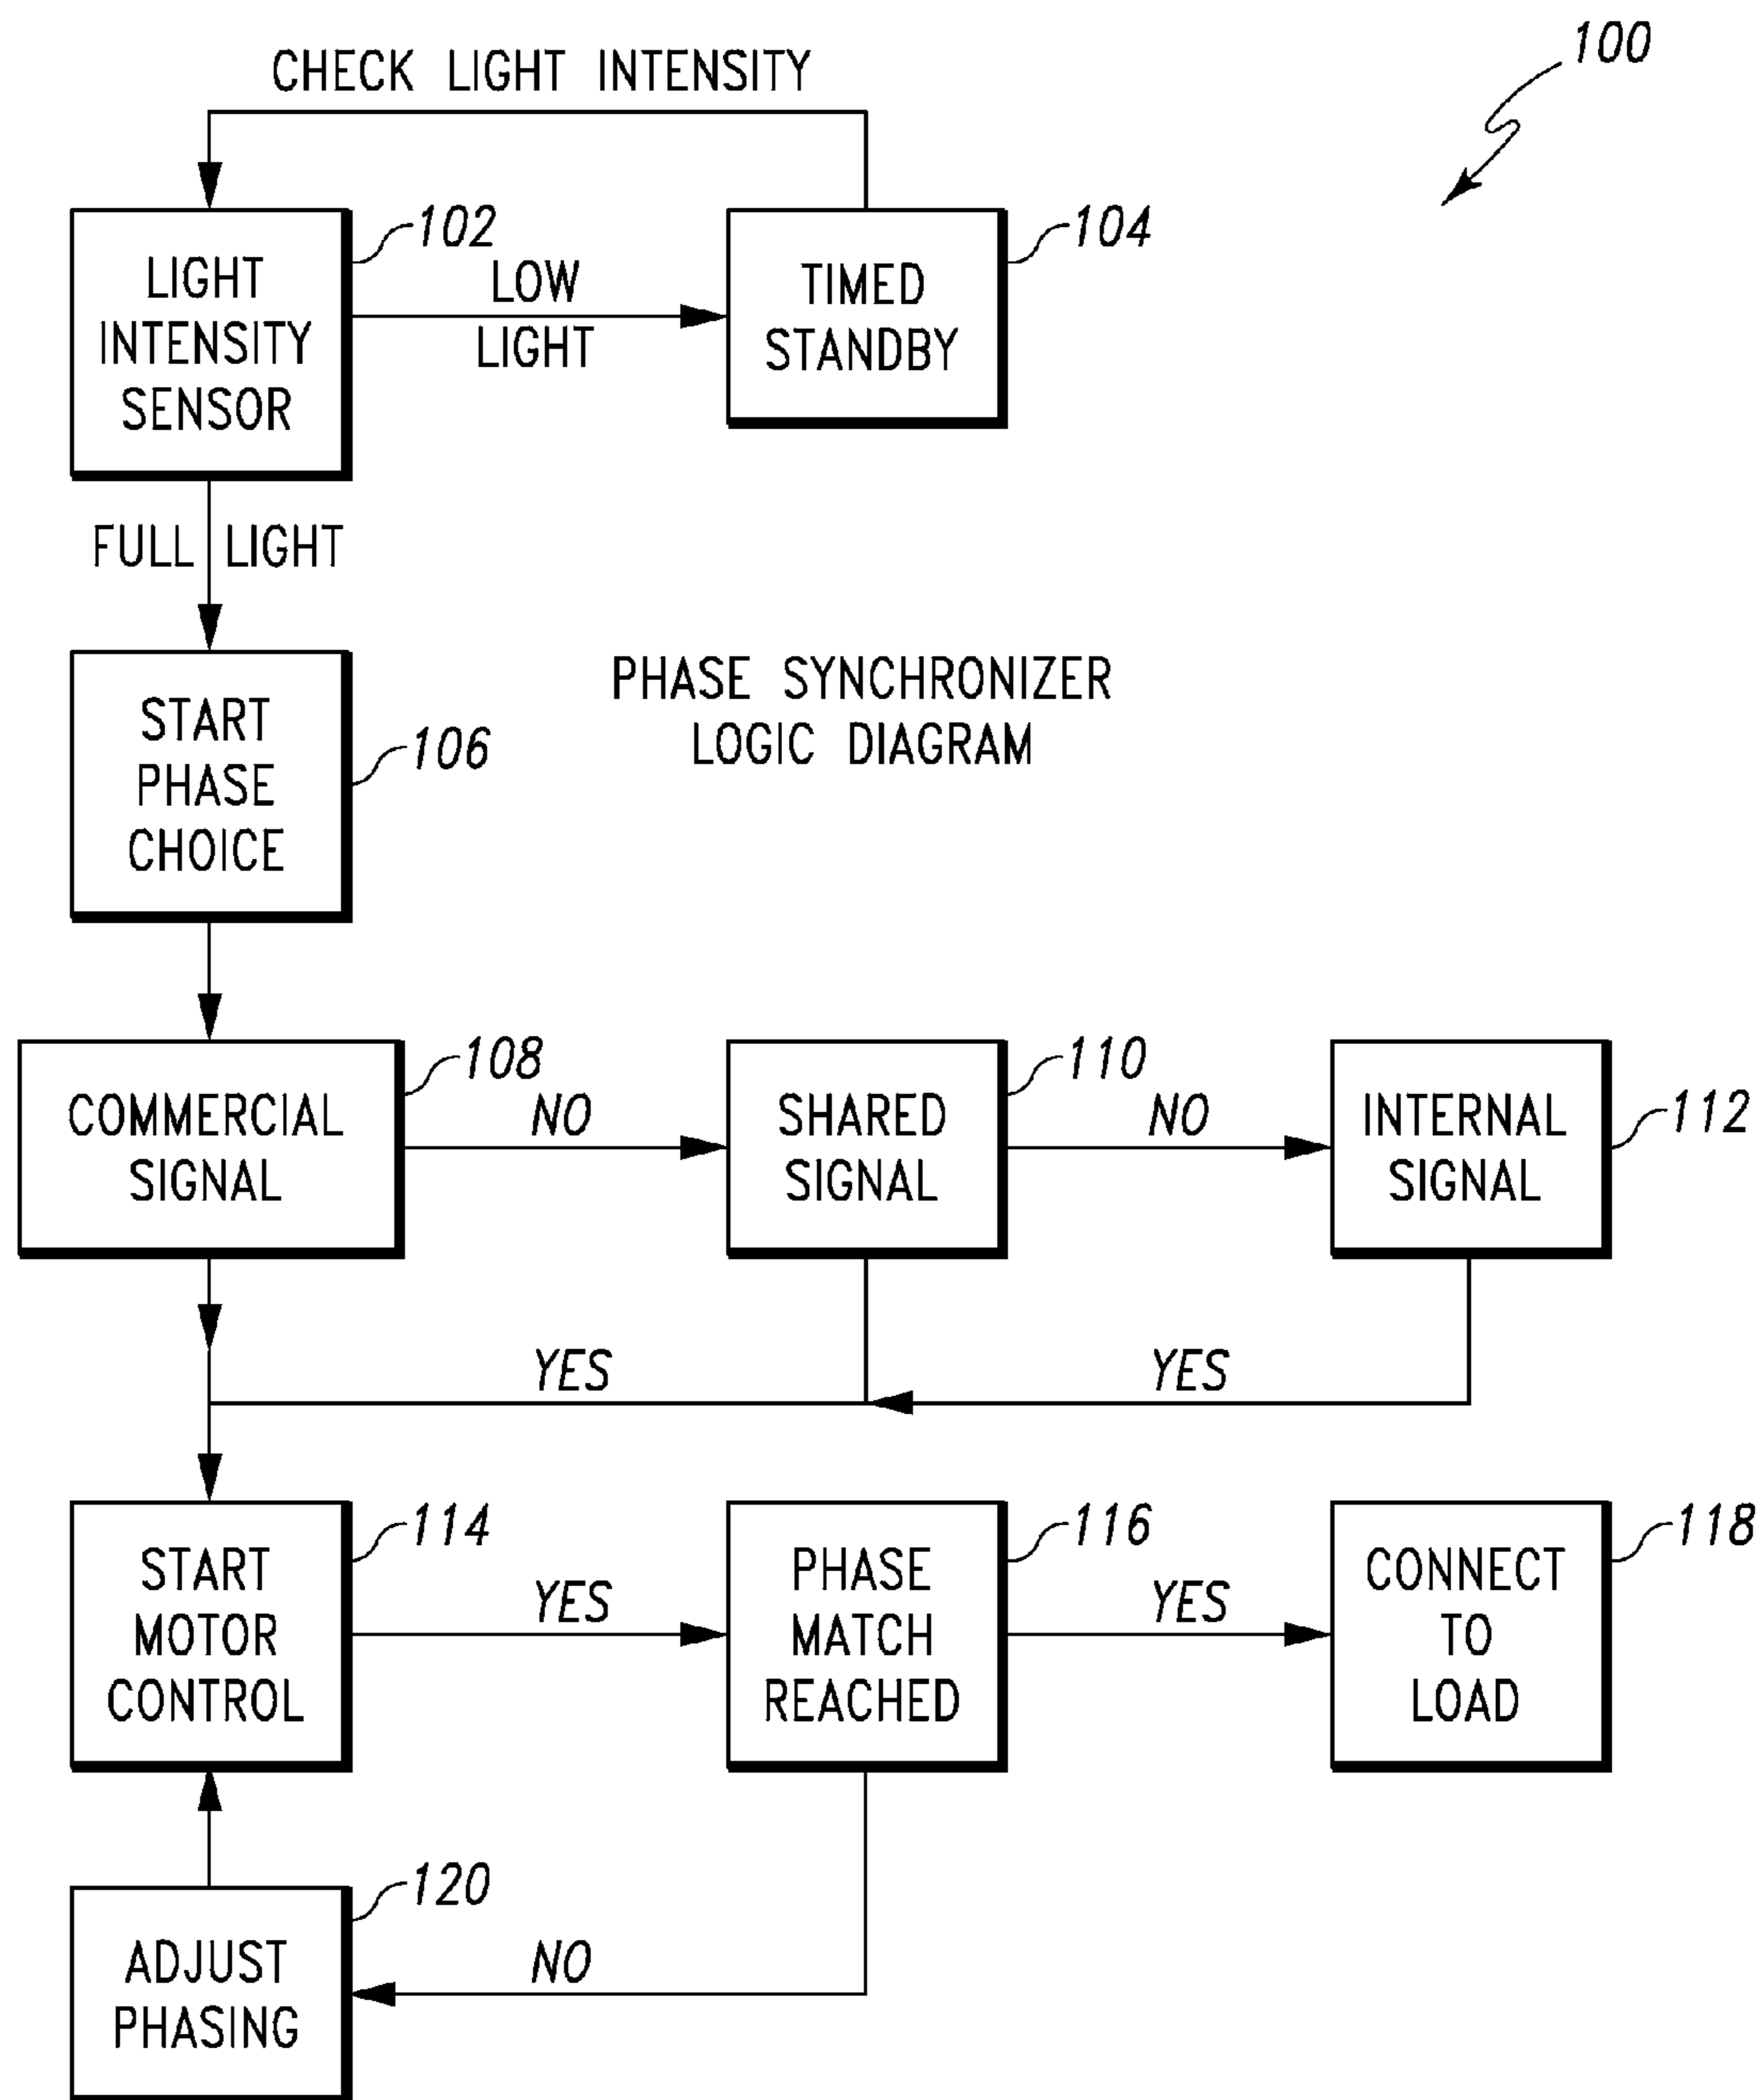 100
CHECK LIGHT INTENSITY
102
104
LIGHT
INTENSITY
SENSOR
LOW
LIGHT
TIMED
STANDBY
FULL LIGHT
START
PHASE
CHOICE
106
PHASE SYNCHRONIZER
LOGIC DIAGRAM
COMMERCIAL
SIGNAL
108
NO
SHARED
SIGNAL
110
NO
INTERNAL
SIGNAL
112
YES
YES
START
MOTOR
CONTROL
114
YES
PHASE
MATCH
REACHED
116
YES
CONNECT
TO
LOAD
118
ADJUST
PHASING
120
NO